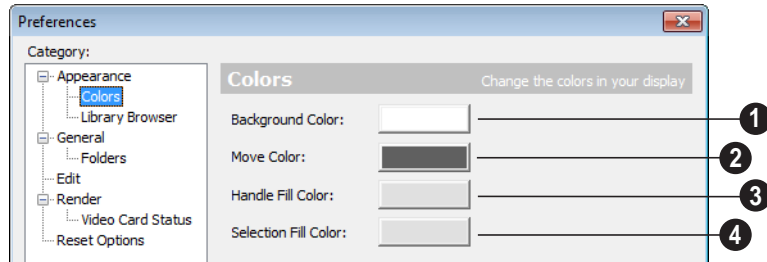 Preferences
Category:
Appearance
Colors
Library Browser
General
Folders
Edit
Render
Video Card Status
Reset Options
Colors Change the colors in your display
Background Color: 1
Move Color: 2
Handle Fill Color: 3
Selection Fill Color: 4